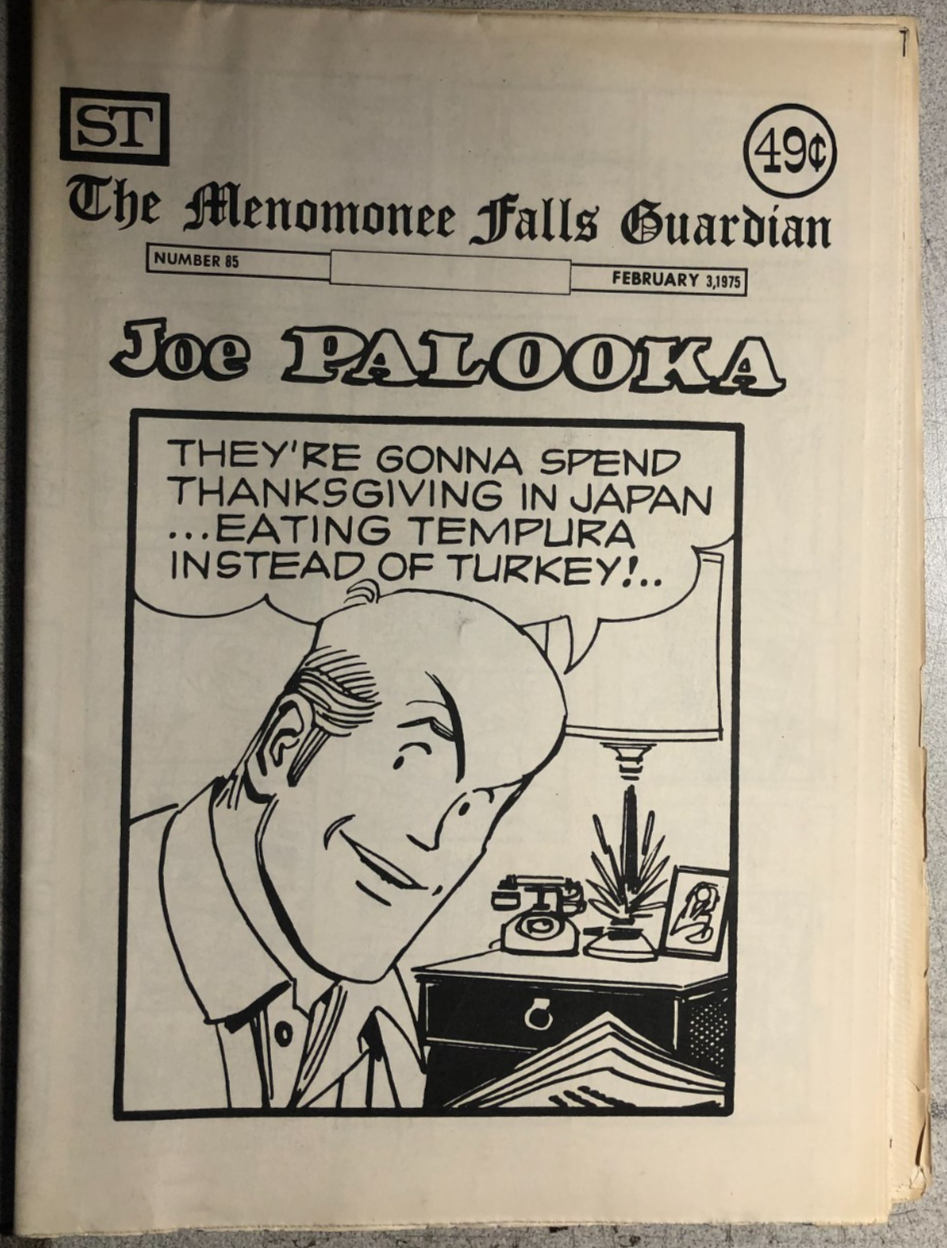 ST
49¢
The Menomonee Falls Guardian
NUMBER 85
FEBRUARY 3,1975
Joe PALOOKA
THEY'RE GONNA SPEND
THANKSGIVING IN JAPAN
...EATING TEMPURA
INSTEAD OF TURKEY!..